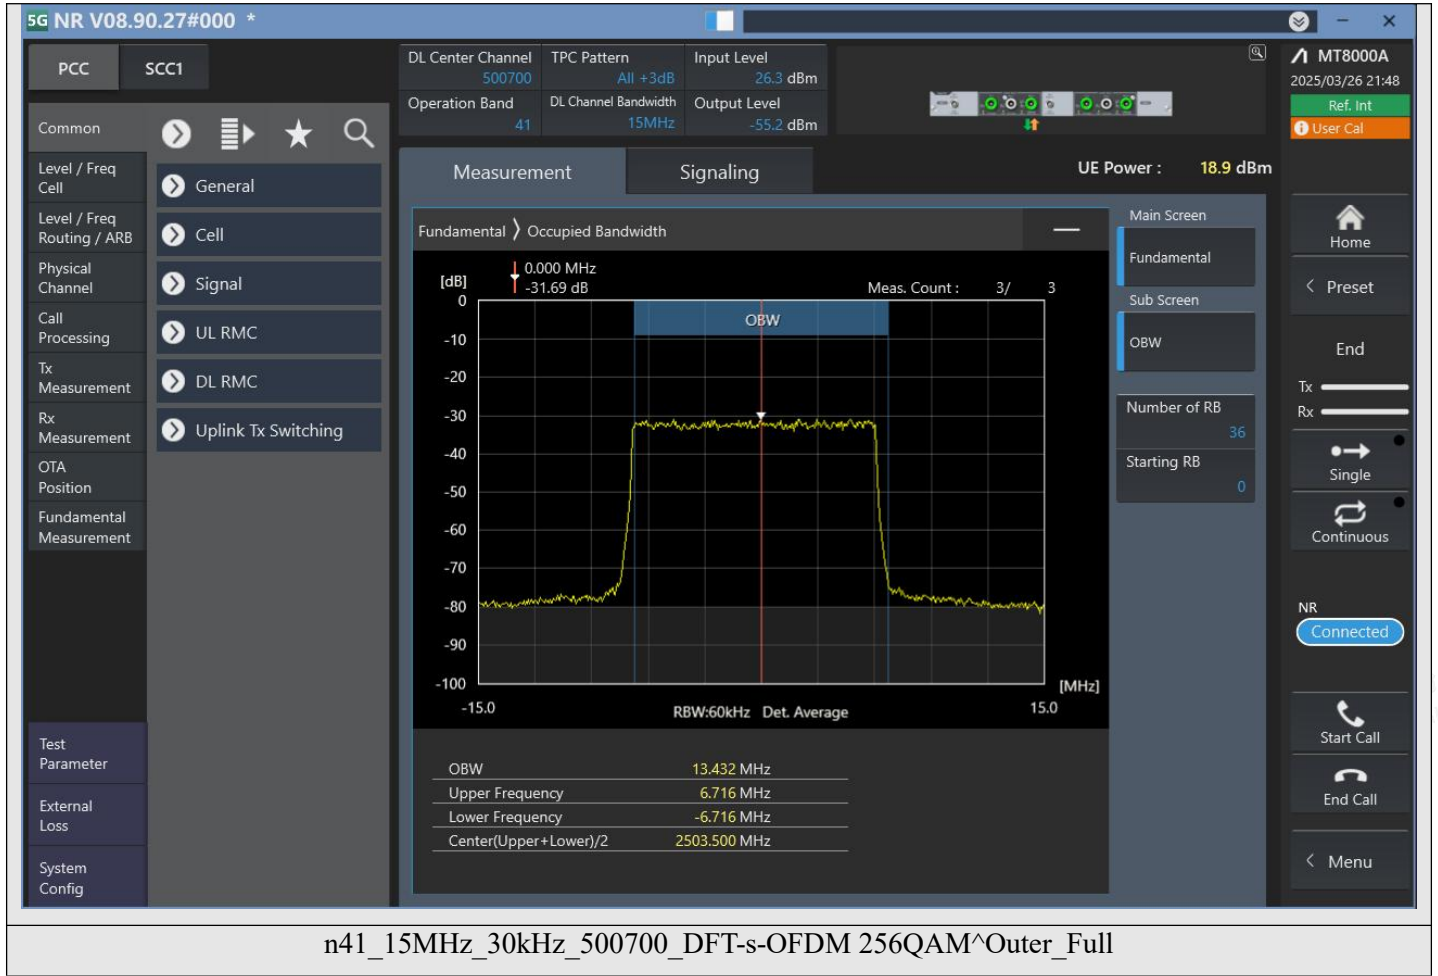 5G NR V08.90.27#000 *
PCC SCC1
DL Center Channel 500700
TPC Pattern All +3dB
Input Level 26.3 dBm
Operation Band 41
DL Channel Bandwidth 15MHz
Output Level -55.2 dBm
MT8000A
2025/03/26 21:48
Ref. Int
User Cal
Common
Level / Freq
Cell
Level / Freq
Routing / ARB
Physical
Channel
Call
Processing
Tx
Measurement
Rx
Measurement
OTA
Position
Fundamental
Measurement
Test
Parameter
External
Loss
System
Config
General
Cell
Signal
UL RMC
DL RMC
Uplink Tx Switching
Measurement Signaling
UE Power : 18.9 dBm
Fundamental Occupied Bandwidth
0.000 MHz
-31.69 dB
Meas. Count : 3/ 3
[dB]
OBW
0
-10
-20
-30
-40
-50
-60
-70
-80
-90
-100
[MHz]
-15.0 RBW:60kHz Det. Average 15.0
OBW 13.432 MHz
Upper Frequency 6.716 MHz
Lower Frequency -6.716 MHz
Center(Upper+Lower)/2 2503.500 MHz
Main Screen
Fundamental
Sub Screen
OBW
Number of RB
36
Starting RB
0
Home
Preset
End
Tx
Rx
Single
Continuous
NR
Connected
Start Call
End Call
Menu
n41_15MHz_30kHz_500700_DFT-s-OFDM 256QAM^Outer_Full